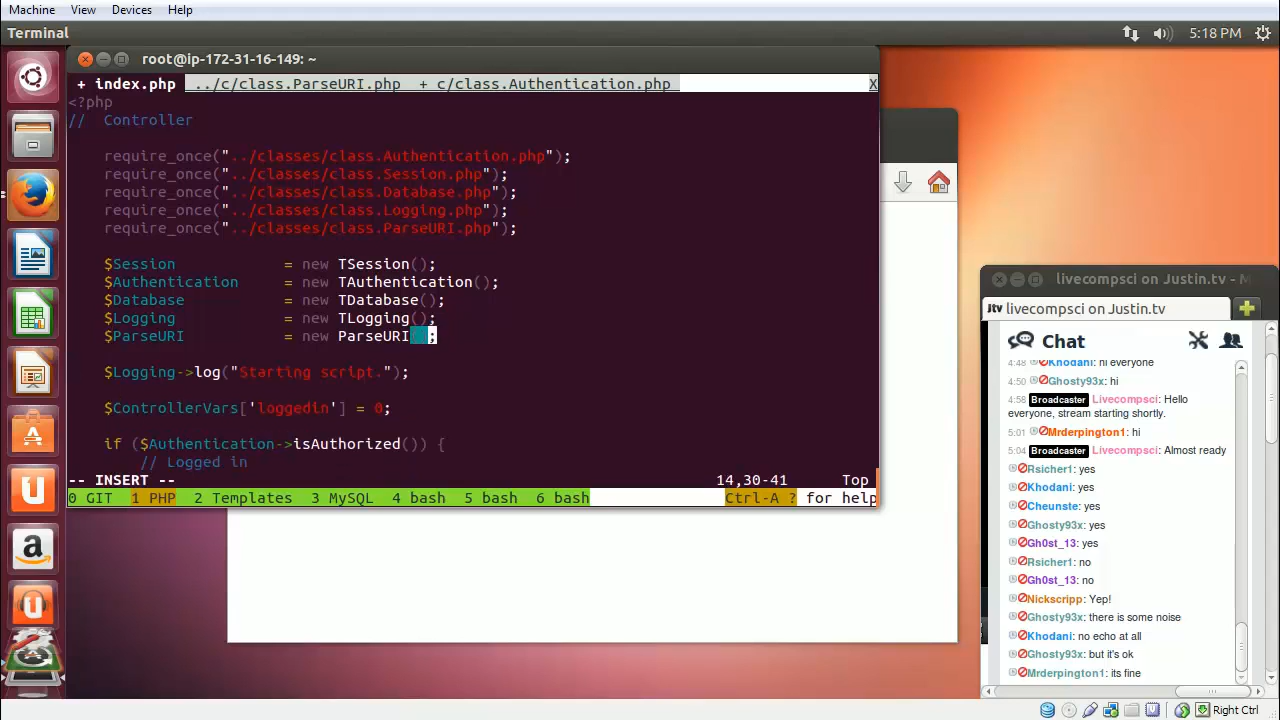 Machine View Devices Help
Terminal
5:18 PM
root@ip-172-31-16-149: ~
+ index.php ../c/class.ParseURI.php + c/class.Authentication.php X
<?php
// Controller
require_once("../classes/class.Authentication.php");
require_once("../classes/class.Session.php");
require_once("../classes/class.Database.php");
require_once("../classes/class.Logging.php");
require_once("../classes/class.ParseURI.php");
$Session = new TSession();
$Authentication = new TAuthentication();
$Database = new TDatabase();
$Logging = new TLogging();
$ParseURI = new ParseURI();
$Logging->log("Starting script.");
$ControllerVars['loggedin'] = 0;
if ($Authentication->isAuthorized()) {
// Logged in
-- INSERT -- 14,30-41 Top
0 GIT 1 PHP 2 Templates 3 MySQL 4 bash 5 bash 6 bash Ctrl-A ? for help
livecompsci on Justin.tv - M
Jtv livecompsci on Justin.tv
Chat
4:48 Khodani: hi everyone
4:50 Ghosty93x: hi
4:58 Broadcaster Livecompsci: Hello
everyone, stream starting shortly.
5:01 Mrderpington1: hi
5:04 Broadcaster Livecompsci: Almost ready
Rsicher1: yes
Khodani: yes
Cheunste: yes
Ghosty93x: yes
Gh0st_13: yes
Rsicher1: no
Gh0st_13: no
Nickscripp: Yep!
Ghosty93x: there is some noise
Khodani: no echo at all
Ghosty93x: but it's ok
Mrderpington1: its fine
Right Ctrl